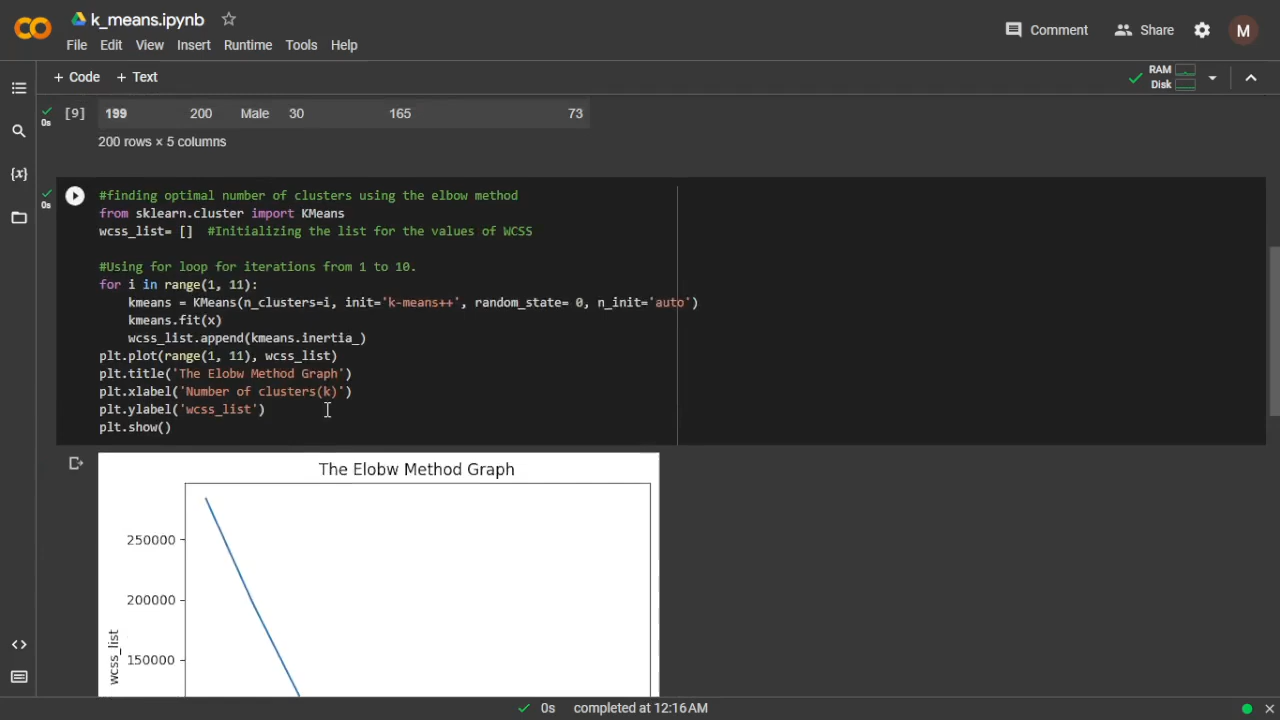 k_means.ipynb
Comment
Share
M
File Edit View Insert Runtime Tools Help
+ Code + Text
RAM
Disk
0s
[9] 199 200 Male 30 165 73
200 rows × 5 columns
0s
{x}
#finding optimal number of clusters using the elbow method
from sklearn.cluster import KMeans
wcss_list= [] #Initializing the list for the values of WCSS
#Using for loop for iterations from 1 to 10.
for i in range(1, 11):
kmeans = KMeans(n_clusters=i, init='k-means++', random_state= 0, n_init='auto')
kmeans.fit(x)
wcss_list.append(kmeans.inertia_)
plt.plot(range(1, 11), wcss_list)
plt.title('The Elobw Method Graph')
plt.xlabel('Number of clusters(k)')
plt.ylabel('wcss_list')
plt.show()
The Elobw Method Graph
250000
200000
150000
wcss_list
0s completed at 12:16AM